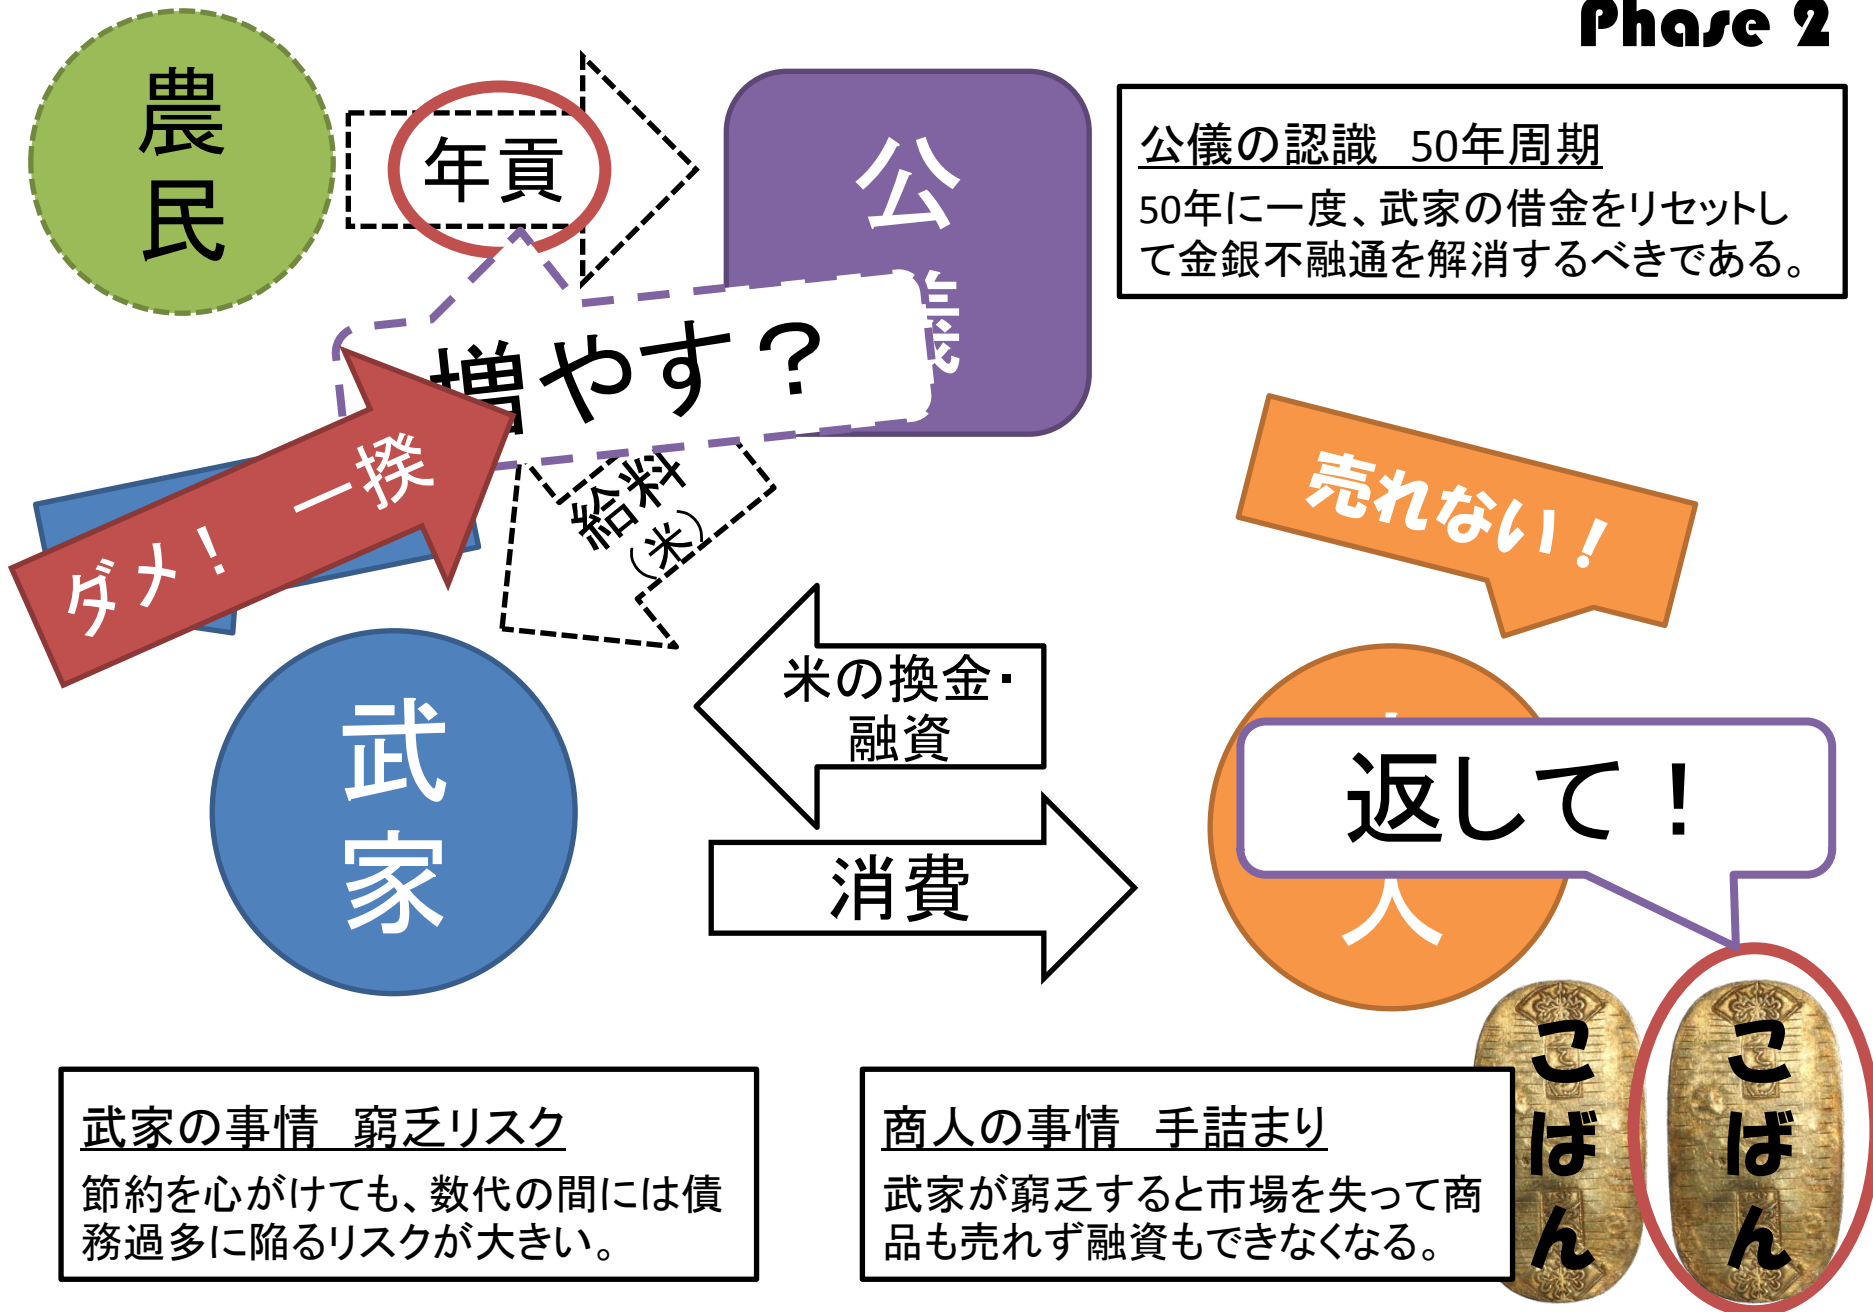 Phase 2
農
民
年貢
公
公儀の認識　50年周期
50年に一度、武家の借金をリセットし
て金銀不融通を解消するべきである。
増やす？
ダメ！　一揆
給料
（米）
売れない！
米の換金・
融資
武
家
消費
返して！
人
こばん
こばん
武家の事情　窮乏リスク
節約を心がけても、数代の間には債
務過多に陥るリスクが大きい。
商人の事情　手詰まり
武家が窮乏すると市場を失って商
品も売れず融資もできなくなる。